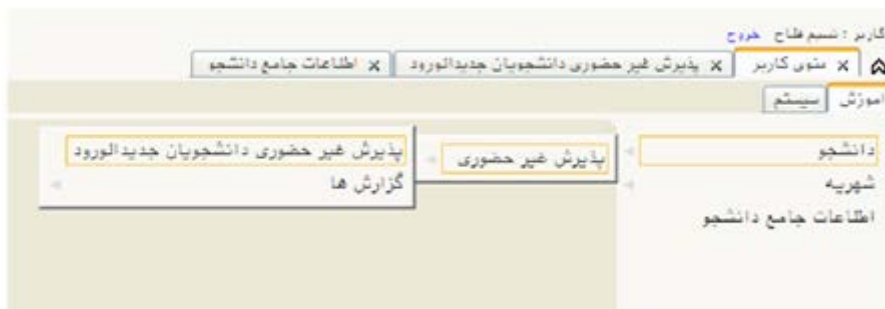 کاربر : نسیم فلاح خروج
منوی کاربر × پذیرش غیر حضوری دانشجویان جدیدالورود × اطلاعات جامع دانشجو ×
آموزش سیستم
دانشجو پذیرش غیر حضوری پذیرش غیر حضوری دانشجویان جدیدالورود
شهریه گزارش ها
اطلاعات جامع دانشجو